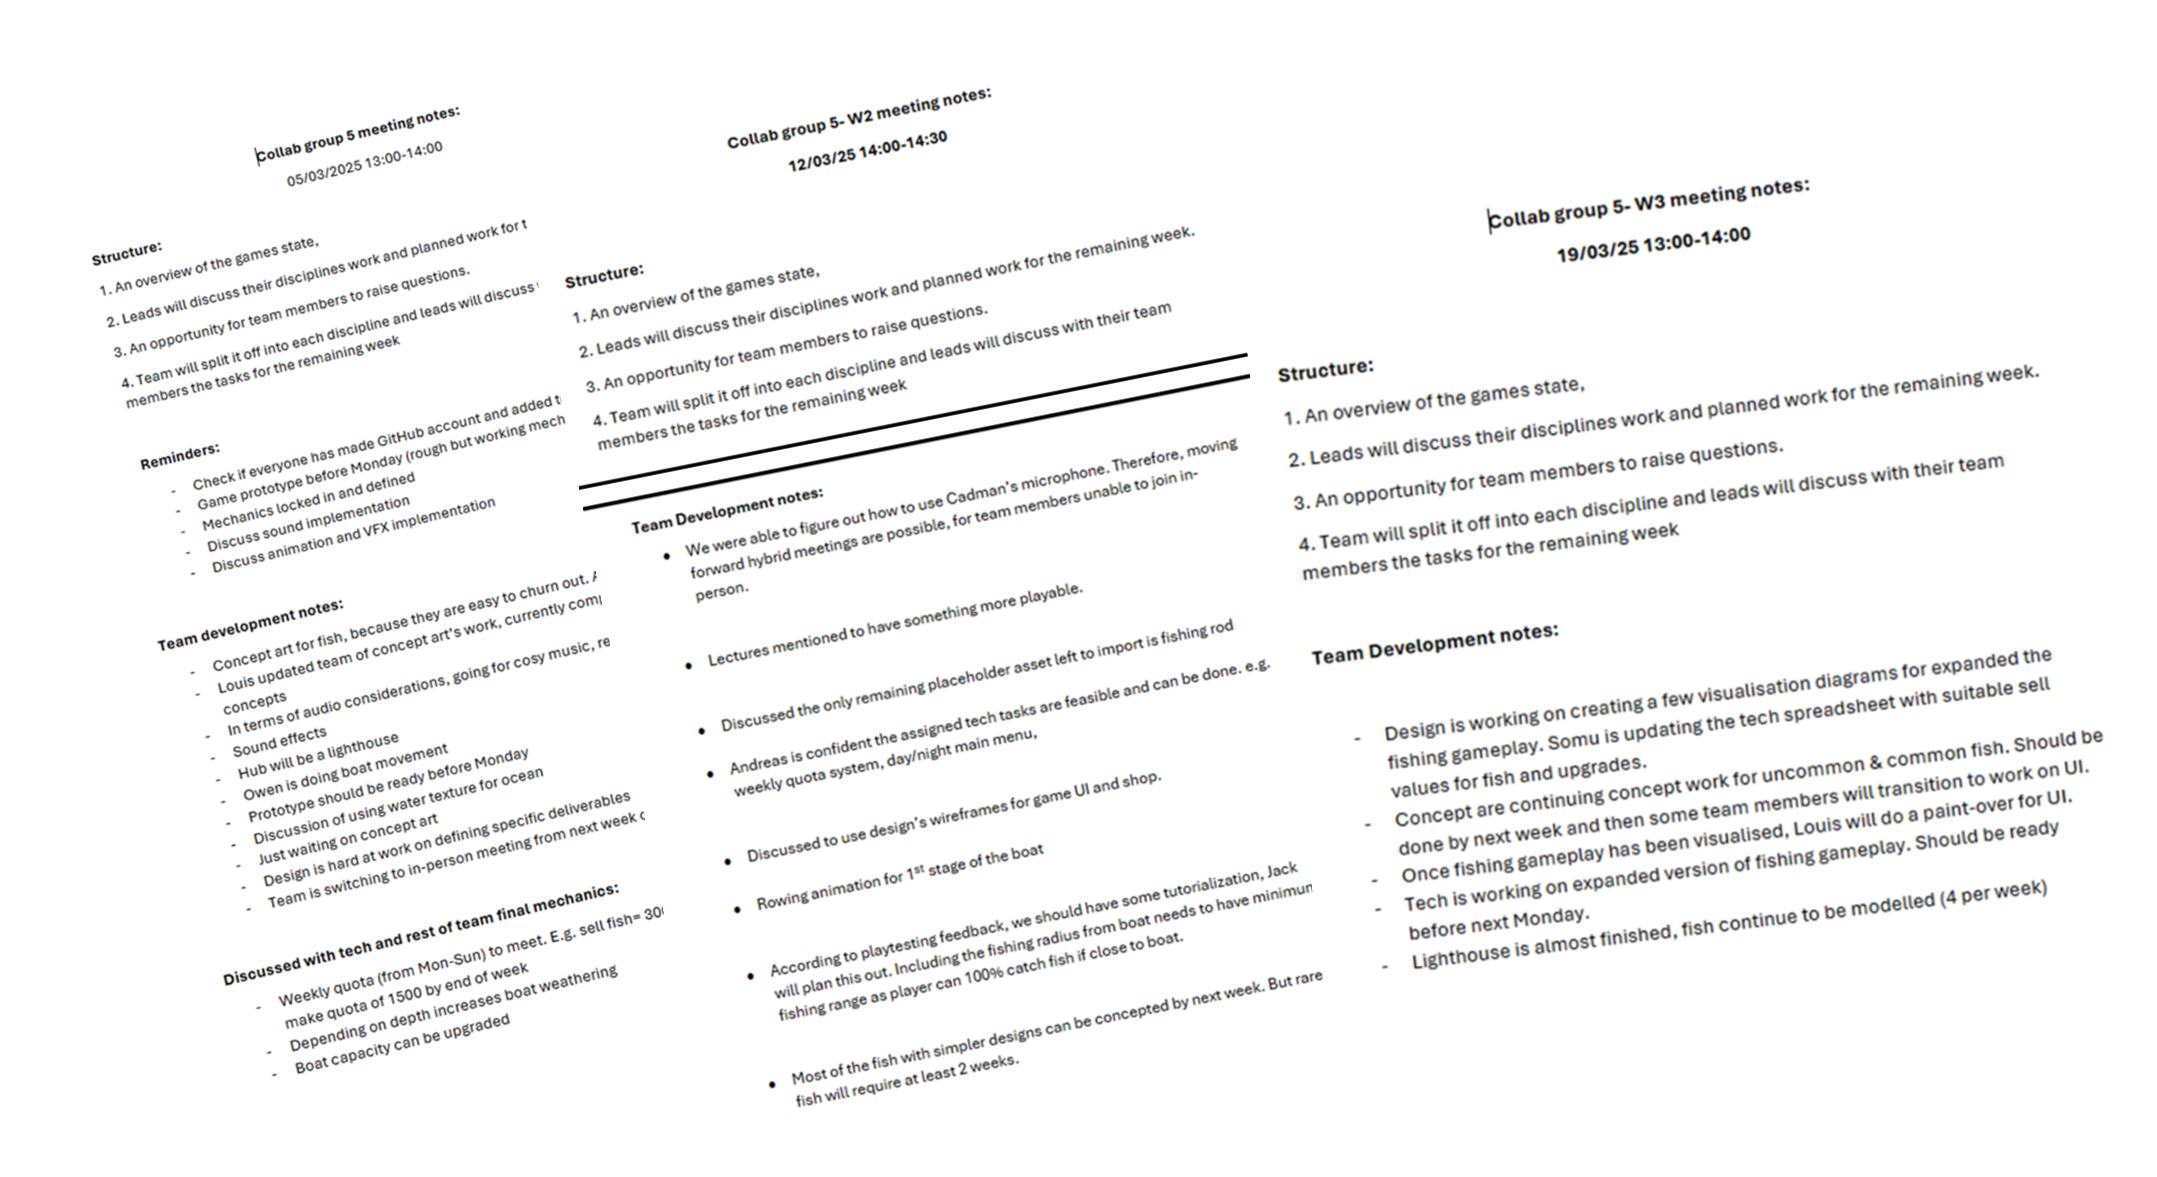 Collab group 5 meeting notes:
05/03/2025 13:00-14:00
Structure:
1. An overview of the games state,
2. Leads will discuss their disciplines work and planned work for t
3. An opportunity for team members to raise questions.
4. Team will split it off into each discipline and leads will discuss
members the tasks for the remaining week
Reminders:
- Check if everyone has made GitHub account and added
- Game prototype before Monday (rough but working mech
- Mechanics locked in and defined
- Discuss sound implementation
- Discuss animation and VFX implementation
Team development notes:
- Concept art for fish, because they are easy to churn out.
- Louis updated team of concept art's work, currently com
concepts
- In terms of audio considerations, going for cosy music, re
- Sound effects
- Hub will be a lighthouse
- Owen is doing boat movement
- Prototype should be ready before Monday
- Discussion of using water texture for ocean
- Just waiting on concept art
- Design is hard at work on defining specific deliverables
- Team is switching to in-person meeting from next week
Discussed with tech and rest of team final mechanics:
- Weekly quota (from Mon-Sun) to meet. E.g. sell fish= 30
make quota of 1500 by end of week
- Depending on depth increases boat weathering
- Boat capacity can be upgraded
Collab group 5- W2 meeting notes:
12/03/25 14:00-14:30
Structure:
1. An overview of the games state,
2. Leads will discuss their disciplines work and planned work for the remaining week.
3. An opportunity for team members to raise questions.
4. Team will split it off into each discipline and leads will discuss with their team
members the tasks for the remaining week
Team Development notes:
• We were able to figure out how to use Cadman's microphone. Therefore, moving
forward hybrid meetings are possible, for team members unable to join in-
person.
• Lectures mentioned to have something more playable.
• Discussed the only remaining placeholder asset left to import is fishing rod
• Andreas is confident the assigned tech tasks are feasible and can be done. e.g.
weekly quota system, day/night main menu,
• Discussed to use design's wireframes for game UI and shop.
• Rowing animation for 1st stage of the boat
• According to playtesting feedback, we should have some tutorialization, Jack
will plan this out. Including the fishing radius from boat needs to have minimum
fishing range as player can 100% catch fish if close to boat.
• Most of the fish with simpler designs can be concepted by next week. But rare
fish will require at least 2 weeks.
Collab group 5- W3 meeting notes:
19/03/25 13:00-14:00
Structure:
1. An overview of the games state,
2. Leads will discuss their disciplines work and planned work for the remaining week.
3. An opportunity for team members to raise questions.
4. Team will split it off into each discipline and leads will discuss with their team
members the tasks for the remaining week
Team Development notes:
- Design is working on creating a few visualisation diagrams for expanded the
fishing gameplay. Somu is updating the tech spreadsheet with suitable sell
values for fish and upgrades.
- Concept are continuing concept work for uncommon & common fish. Should be
done by next week and then some team members will transition to work on UI.
- Once fishing gameplay has been visualised, Louis will do a paint-over for UI.
- Tech is working on expanded version of fishing gameplay. Should be ready
before next Monday.
- Lighthouse is almost finished, fish continue to be modelled (4 per week)